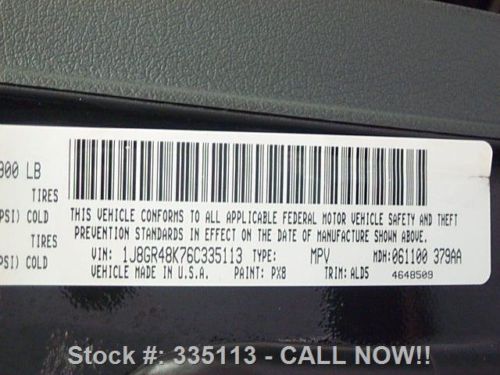 900 LB
TIRES
PSI) COLD
TIRES
PSI) COLD
THIS VEHICLE CONFORMS TO ALL APPLICABLE FEDERAL MOTOR VEHICLE SAFETY AND THEFT
PREVENTION STANDARDS IN EFFECT ON THE DATE OF MANUFACTURE SHOWN ABOVE.
VIN: 1J8GR48K76C335113 TYPE: MPV MDH: 061100 379AA
VEHICLE MADE IN U.S.A. PAINT: PX8 TRIM: ALD5 4648509
Stock #: 335113 - CALL NOW!!